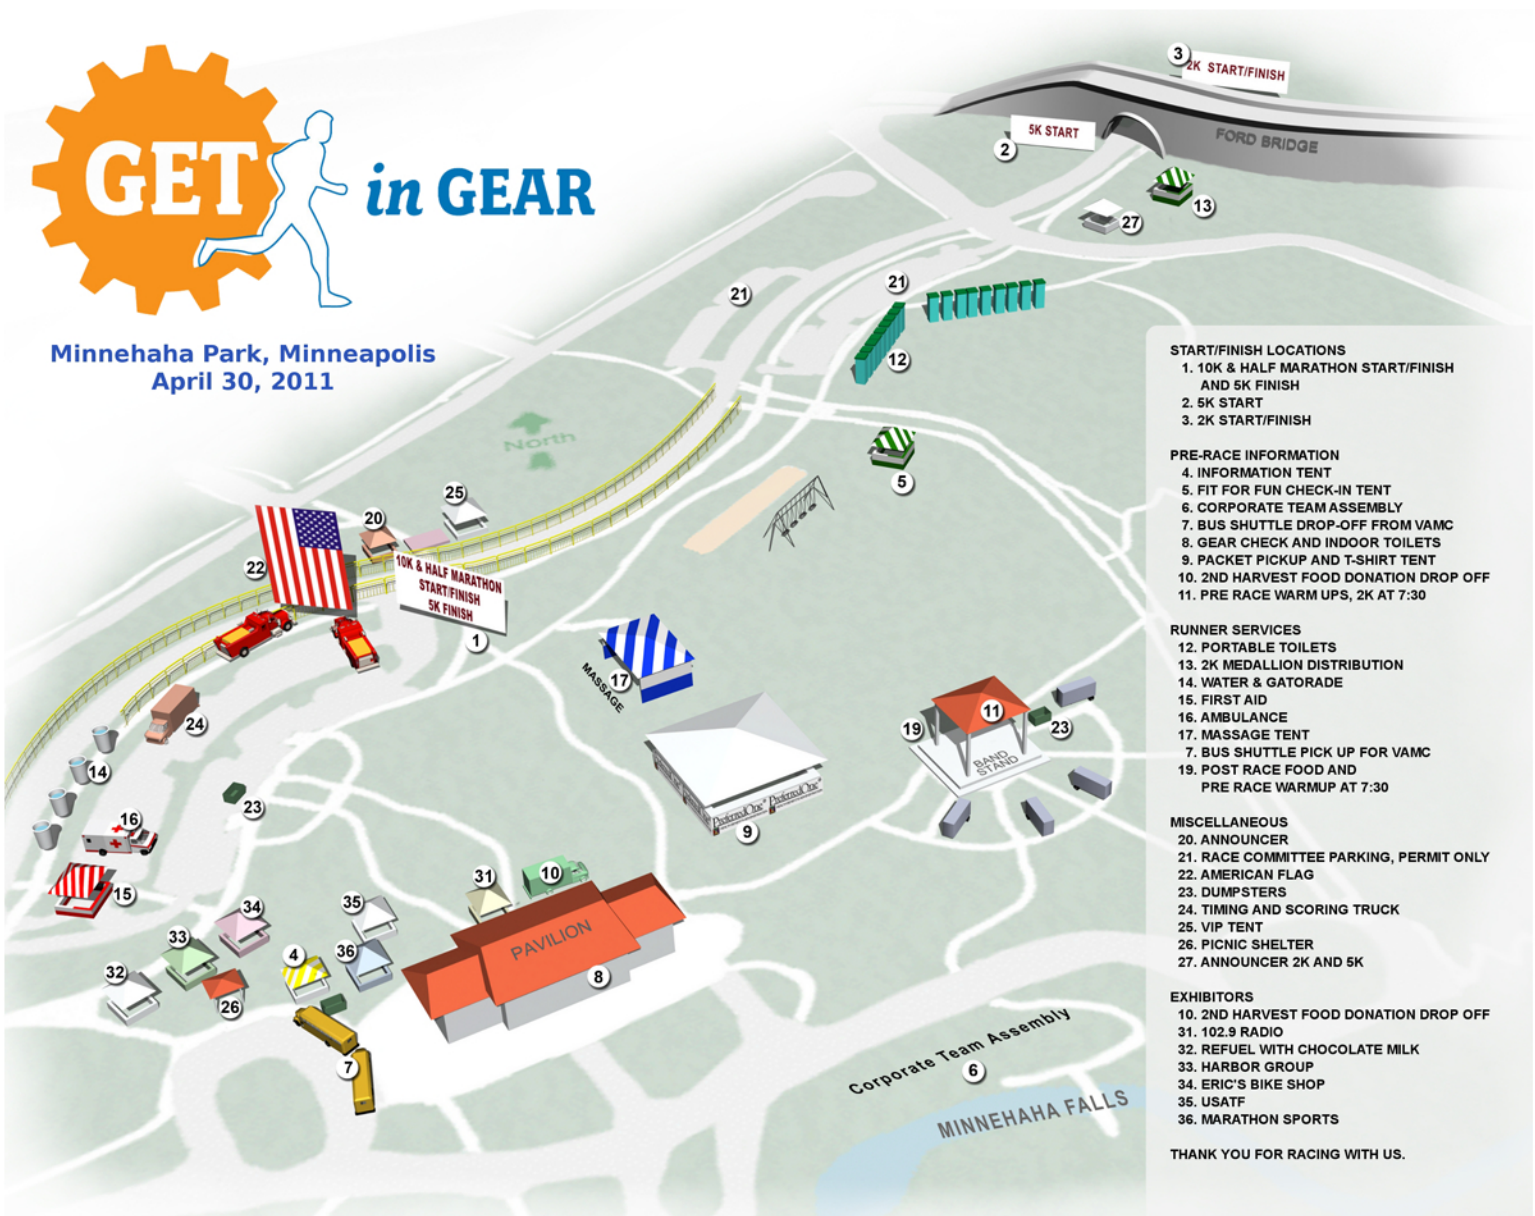 GET
in GEAR
Minnehaha Park, Minneapolis
April 30, 2011
3
2K START/FINISH
5K START
2
FORD BRIDGE
13
27
21
21
12
North
5
25
20
22
10K & HALF MARATHON
START/FINISH
5K FINISH
1
17
MASSAGE
24
14
23
16
15
19
11
23
BAND
STAND
PreferredOne PreferredOne
9
31
10
35
34
33
4
36
32
26
PAVILION
8
7
Corporate Team Assembly
6
MINNEHAHA FALLS
START/FINISH LOCATIONS
1. 10K & HALF MARATHON START/FINISH
AND 5K FINISH
2. 5K START
3. 2K START/FINISH
PRE-RACE INFORMATION
4. INFORMATION TENT
5. FIT FOR FUN CHECK-IN TENT
6. CORPORATE TEAM ASSEMBLY
7. BUS SHUTTLE DROP-OFF FROM VAMC
8. GEAR CHECK AND INDOOR TOILETS
9. PACKET PICKUP AND T-SHIRT TENT
10. 2ND HARVEST FOOD DONATION DROP OFF
11. PRE RACE WARM UPS, 2K AT 7:30
RUNNER SERVICES
12. PORTABLE TOILETS
13. 2K MEDALLION DISTRIBUTION
14. WATER & GATORADE
15. FIRST AID
16. AMBULANCE
17. MASSAGE TENT
7. BUS SHUTTLE PICK UP FOR VAMC
19. POST RACE FOOD AND
PRE RACE WARMUP AT 7:30
MISCELLANEOUS
20. ANNOUNCER
21. RACE COMMITTEE PARKING, PERMIT ONLY
22. AMERICAN FLAG
23. DUMPSTERS
24. TIMING AND SCORING TRUCK
25. VIP TENT
26. PICNIC SHELTER
27. ANNOUNCER 2K AND 5K
EXHIBITORS
10. 2ND HARVEST FOOD DONATION DROP OFF
31. 102.9 RADIO
32. REFUEL WITH CHOCOLATE MILK
33. HARBOR GROUP
34. ERIC'S BIKE SHOP
35. USATF
36. MARATHON SPORTS
THANK YOU FOR RACING WITH US.